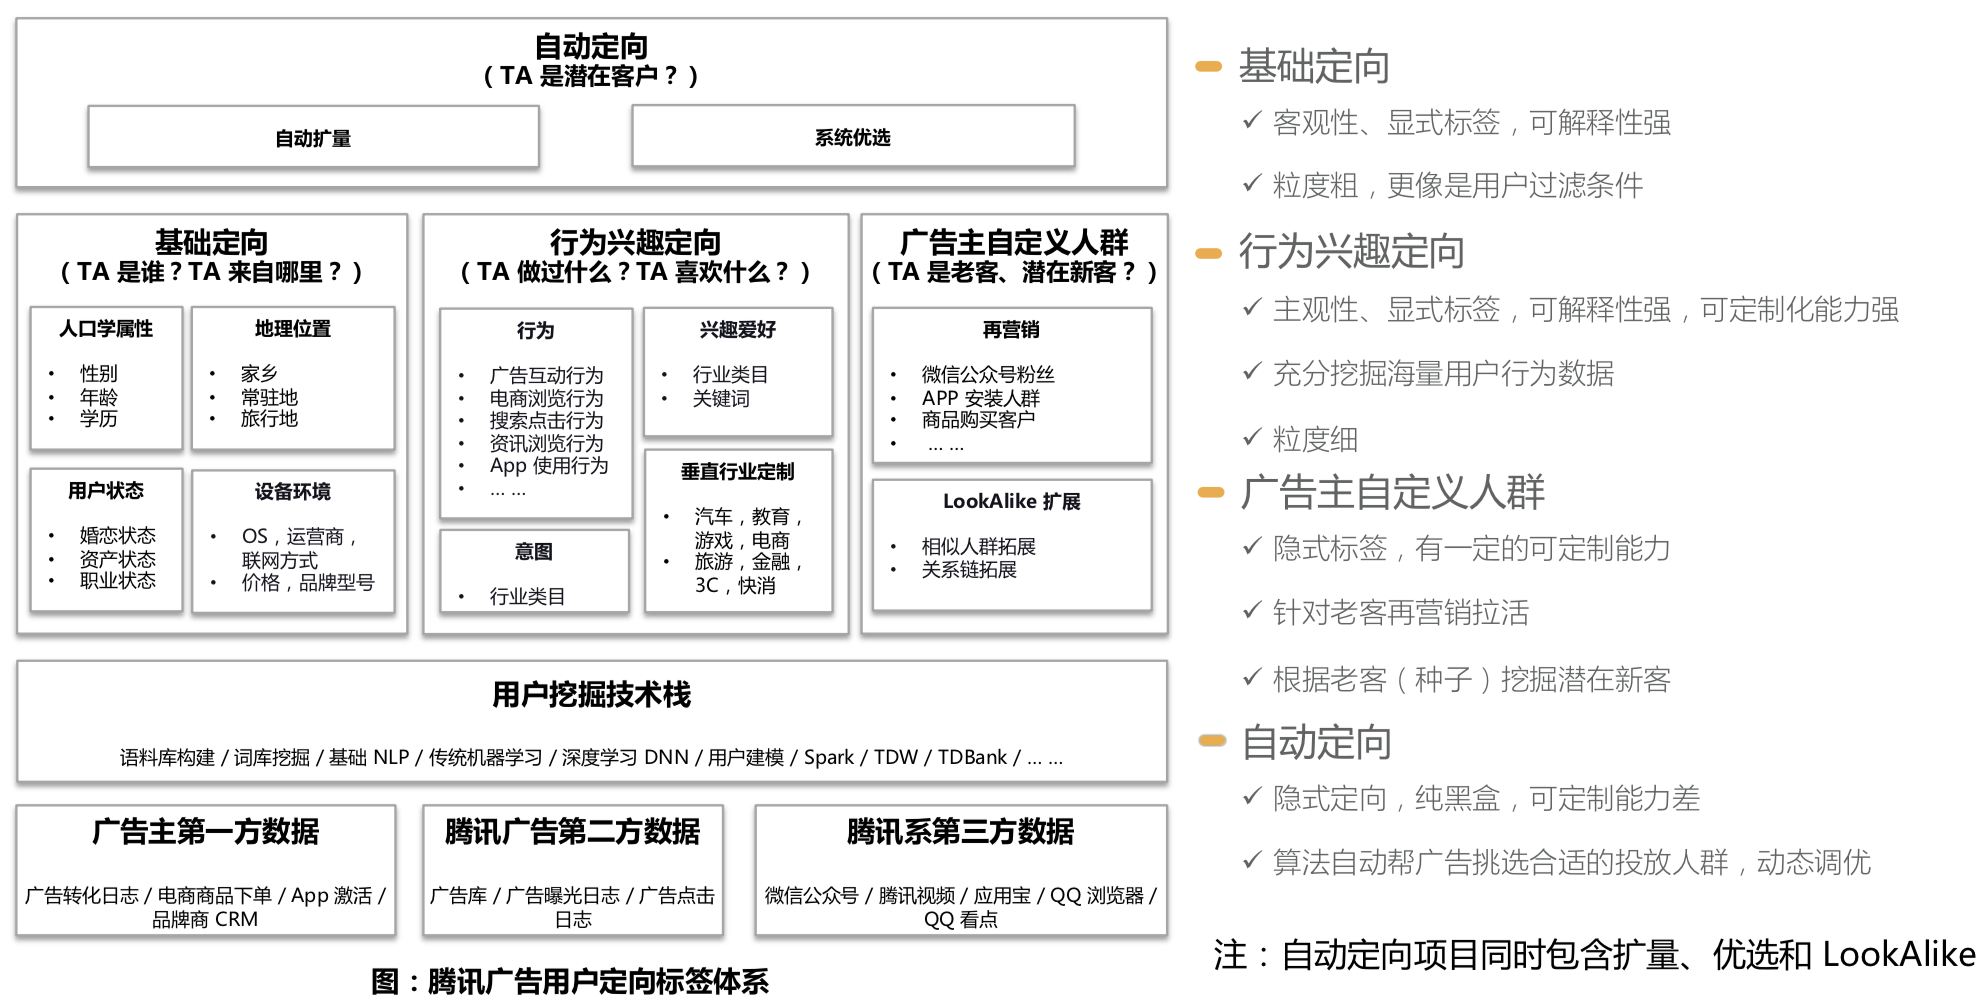 自动定向
（ TA 是潜在客户？）
自动扩量
系统优选
基础定向
（ TA 是谁？TA 来自哪里？）
人口学属性
• 性别
• 年龄
• 学历
地理位置
• 家乡
• 常驻地
• 旅行地
用户状态
• 婚恋状态
• 资产状态
• 职业状态
设备环境
• OS，运营商，
联网方式
• 价格，品牌型号
行为兴趣定向
（ TA 做过什么？TA 喜欢什么？）
行为
• 广告互动行为
• 电商浏览行为
• 搜索点击行为
• 资讯浏览行为
• App 使用行为
• … …
意图
• 行业类目
兴趣爱好
• 行业类目
• 关键词
垂直行业定制
• 汽车，教育，
游戏，电商
• 旅游，金融，
3C，快消
广告主自定义人群
（ TA 是老客、潜在新客？）
再营销
• 微信公众号粉丝
• APP 安装人群
• 商品购买客户
• … …
LookAlike 扩展
• 相似人群拓展
• 关系链拓展
用户挖掘技术栈
语料库构建 / 词库挖掘 / 基础 NLP / 传统机器学习 / 深度学习 DNN / 用户建模 / Spark / TDW / TDBank / … …
广告主第一方数据
广告转化日志 / 电商商品下单 / App 激活 /
品牌商 CRM
腾讯广告第二方数据
广告库 / 广告曝光日志 / 广告点击
日志
腾讯系第三方数据
微信公众号 / 腾讯视频 / 应用宝 / QQ 浏览器 /
QQ 看点
图：腾讯广告用户定向标签体系
基础定向
✓ 客观性、显式标签，可解释性强
✓ 粒度粗，更像是用户过滤条件
行为兴趣定向
✓ 主观性、显式标签，可解释性强，可定制化能力强
✓ 充分挖掘海量用户行为数据
✓ 粒度细
广告主自定义人群
✓ 隐式标签，有一定的可定制能力
✓ 针对老客再营销拉活
✓ 根据老客（种子）挖掘潜在新客
自动定向
✓ 隐式定向，纯黑盒，可定制能力差
✓ 算法自动帮广告挑选合适的投放人群，动态调优
注：自动定向项目同时包含扩量、优选和 LookAlike